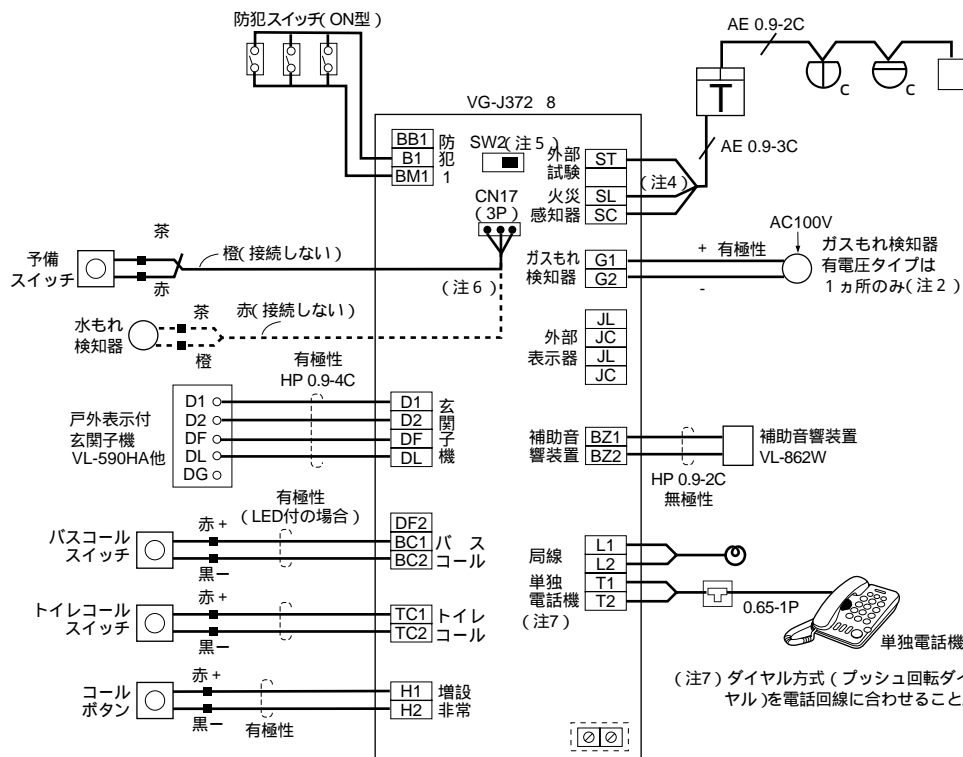 防犯スイッチ(ON型)
AE 0.9-2C
C
C
VG-J372 8
T
AE 0.9-3C
BB1
B1
BM1
防犯1
SW2(注5)
外部試験
ST
火災感知器
SL
SC
(注4)
CN17
(3P)
茶
橙(接続しない)
赤
予備
スイッチ
(注6)
ガスもれ
検知器
G1
G2
+ 有極性
-
AC100V
ガスもれ検知器
有電圧タイプは
1ヵ所のみ(注2)
水もれ
検知器
茶
赤(接続しない)
橙
外部
表示器
JL
JC
JL
JC
有極性
HP 0.9-4C
戸外表示付
玄関子機
VL-590HA他
D1
D2
DF
DL
DG
D1
D2
DF
DL
玄関子機
補助音
響装置
BZ1
BZ2
補助音響装置
VL-862W
HP 0.9-2C
無極性
有極性
(LED付の場合)
バスコール
スイッチ
赤+
黒ー
DF2
BC1
BC2
バス
コール
局線
L1
L2
単独
電話機
(注7)
T1
T2
0.65-1P
単独電話機
トイレコール
スイッチ
赤+
黒ー
TC1
TC2
トイレ
コール
(注7)ダイヤル方式(プッシュ回転ダイ
ヤル)を電話回線に合わせること
コール
ボタン
赤+
黒ー
有極性
H1
H2
増設
非常